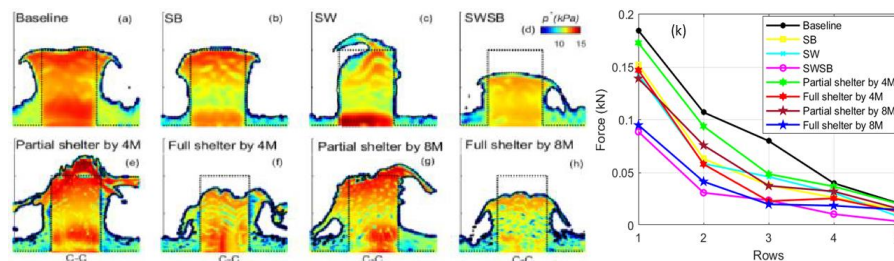 Baseline (a)
SB (b)
SW (c)
SWSB
(d) p*(kPa)
10 15
Partial shelter by 4M
(e)
Full shelter by 4M
(f)
Partial shelter by 8M
(g)
Full shelter by 8M
(h)
C-C C-C C-C C-C
(k)
Baseline
SB
SW
SWSB
Partial shelter by 4M
Full shelter by 4M
Partial shelter by 8M
Full shelter by 8M
Force (kN)
0.2
0.15
0.1
0.05
0
1 2 3 4
Rows